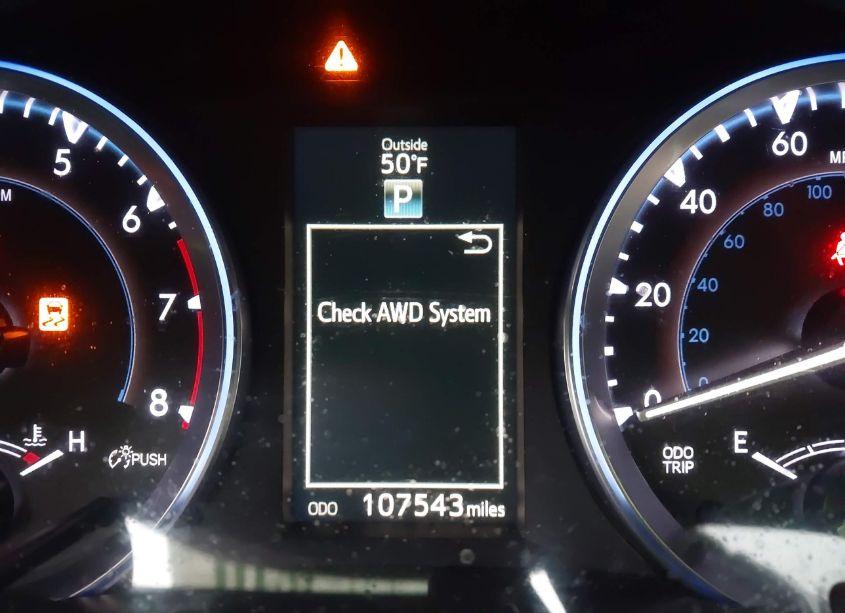 Outside
50°F
P
Check AWD System
ODO 107543 miles
5
6
7
8
H
PUSH
60
40
20
0
100
80
60
40
20
0
ODO
TRIP
E